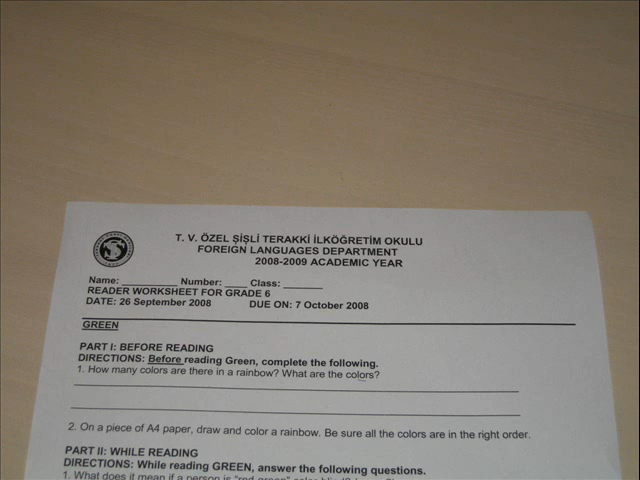 T. V. ÖZEL ŞİŞLİ TERAKKİ İLKÖĞRETİM OKULU
FOREIGN LANGUAGES DEPARTMENT
2008-2009 ACADEMIC YEAR
Name: __________ Number: ____ Class: _______
READER WORKSHEET FOR GRADE 6
DATE: 26 September 2008 DUE ON: 7 October 2008
GREEN
PART I: BEFORE READING
DIRECTIONS: Before reading Green, complete the following.
1. How many colors are there in a rainbow? What are the colors?
2. On a piece of A4 paper, draw and color a rainbow. Be sure all the colors are in the right order.
PART II: WHILE READING
DIRECTIONS: While reading GREEN, answer the following questions.
1. What does it mean if a person is "red-green" color blind?